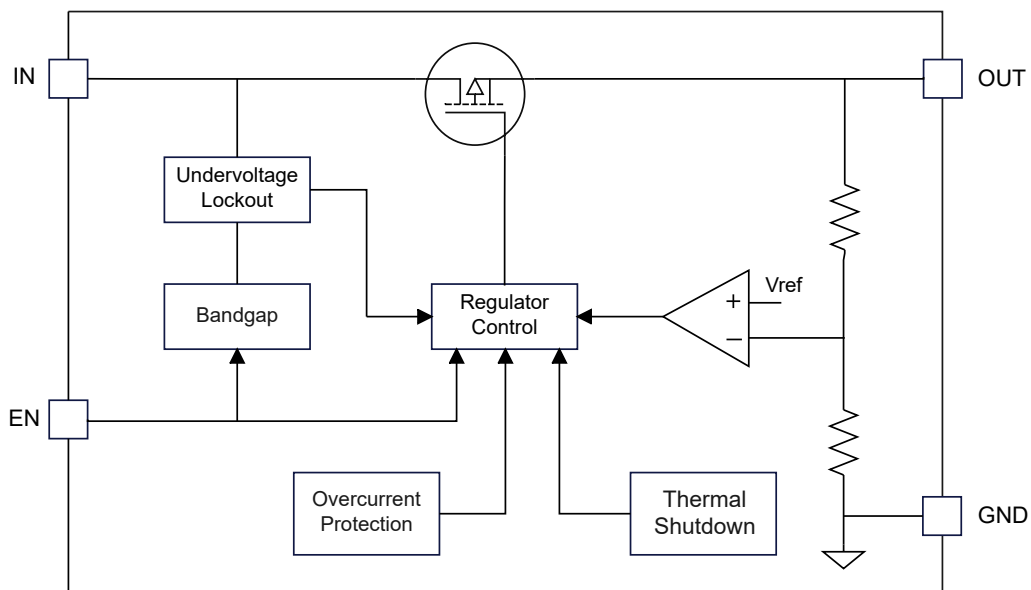 IN
OUT
Undervoltage
Lockout
Bandgap
Regulator
Control
+
Vref
−
EN
Overcurrent
Protection
Thermal
Shutdown
GND